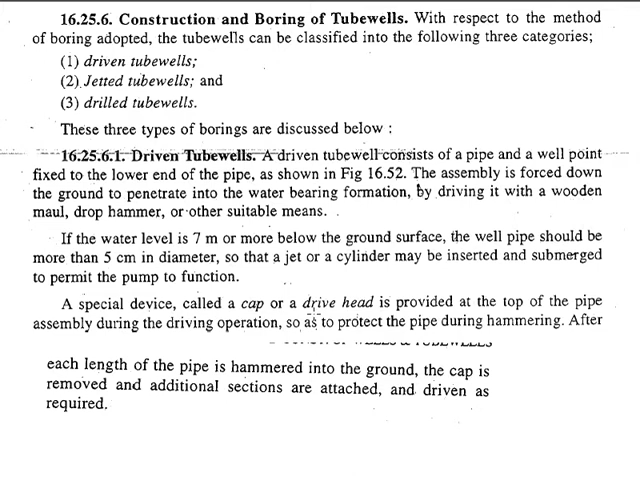 16.25.6. Construction and Boring of Tubewells. With respect to the method
of boring adopted, the tubewells can be classified into the following three categories;
(1) driven tubewells;
(2) Jetted tubewells; and
(3) drilled tubewells.
These three types of borings are discussed below :
16.25.6.1. Driven Tubewells. A driven tubewell consists of a pipe and a well point
fixed to the lower end of the pipe, as shown in Fig 16.52. The assembly is forced down
the ground to penetrate into the water bearing formation, by driving it with a wooden
maul, drop hammer, or other suitable means.
If the water level is 7 m or more below the ground surface, the well pipe should be
more than 5 cm in diameter, so that a jet or a cylinder may be inserted and submerged
to permit the pump to function.
A special device, called a cap or a drive head is provided at the top of the pipe
assembly during the driving operation, so as to protect the pipe during hammering. After
each length of the pipe is hammered into the ground, the cap is
removed and additional sections are attached, and driven as
required.